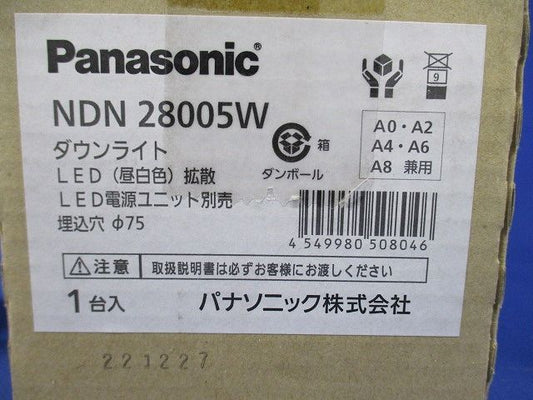 Panasonic®
NDN 28005W
ダウンライト
LED（昼白色）拡散
LED電源ユニット別売
埋込穴 φ75
箱
ダンボール
9
A0・A2
A4・A6
A8 兼用
4 549980 508046
⚠注意 取扱説明書は必ずお客様にお渡しください
1台入
パナソニック株式会社
221227